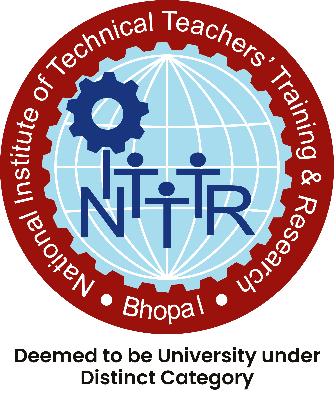 National Institute of Technical Teachers' Training & Research
NITTTR
• Bhopal •
Deemed to be University under
Distinct Category